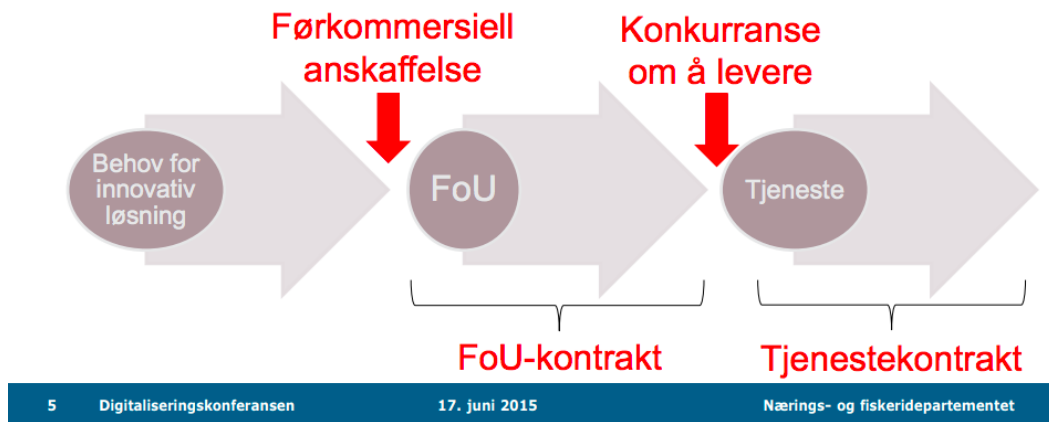 Førkommersiell
anskaffelse
Konkurranse
om å levere
Behov for
innovativ
løsning
FoU
Tjeneste
FoU-kontrakt
Tjenestekontrakt
5 Digitaliseringskonferansen 17. juni 2015 Nærings- og fiskeridepartementet